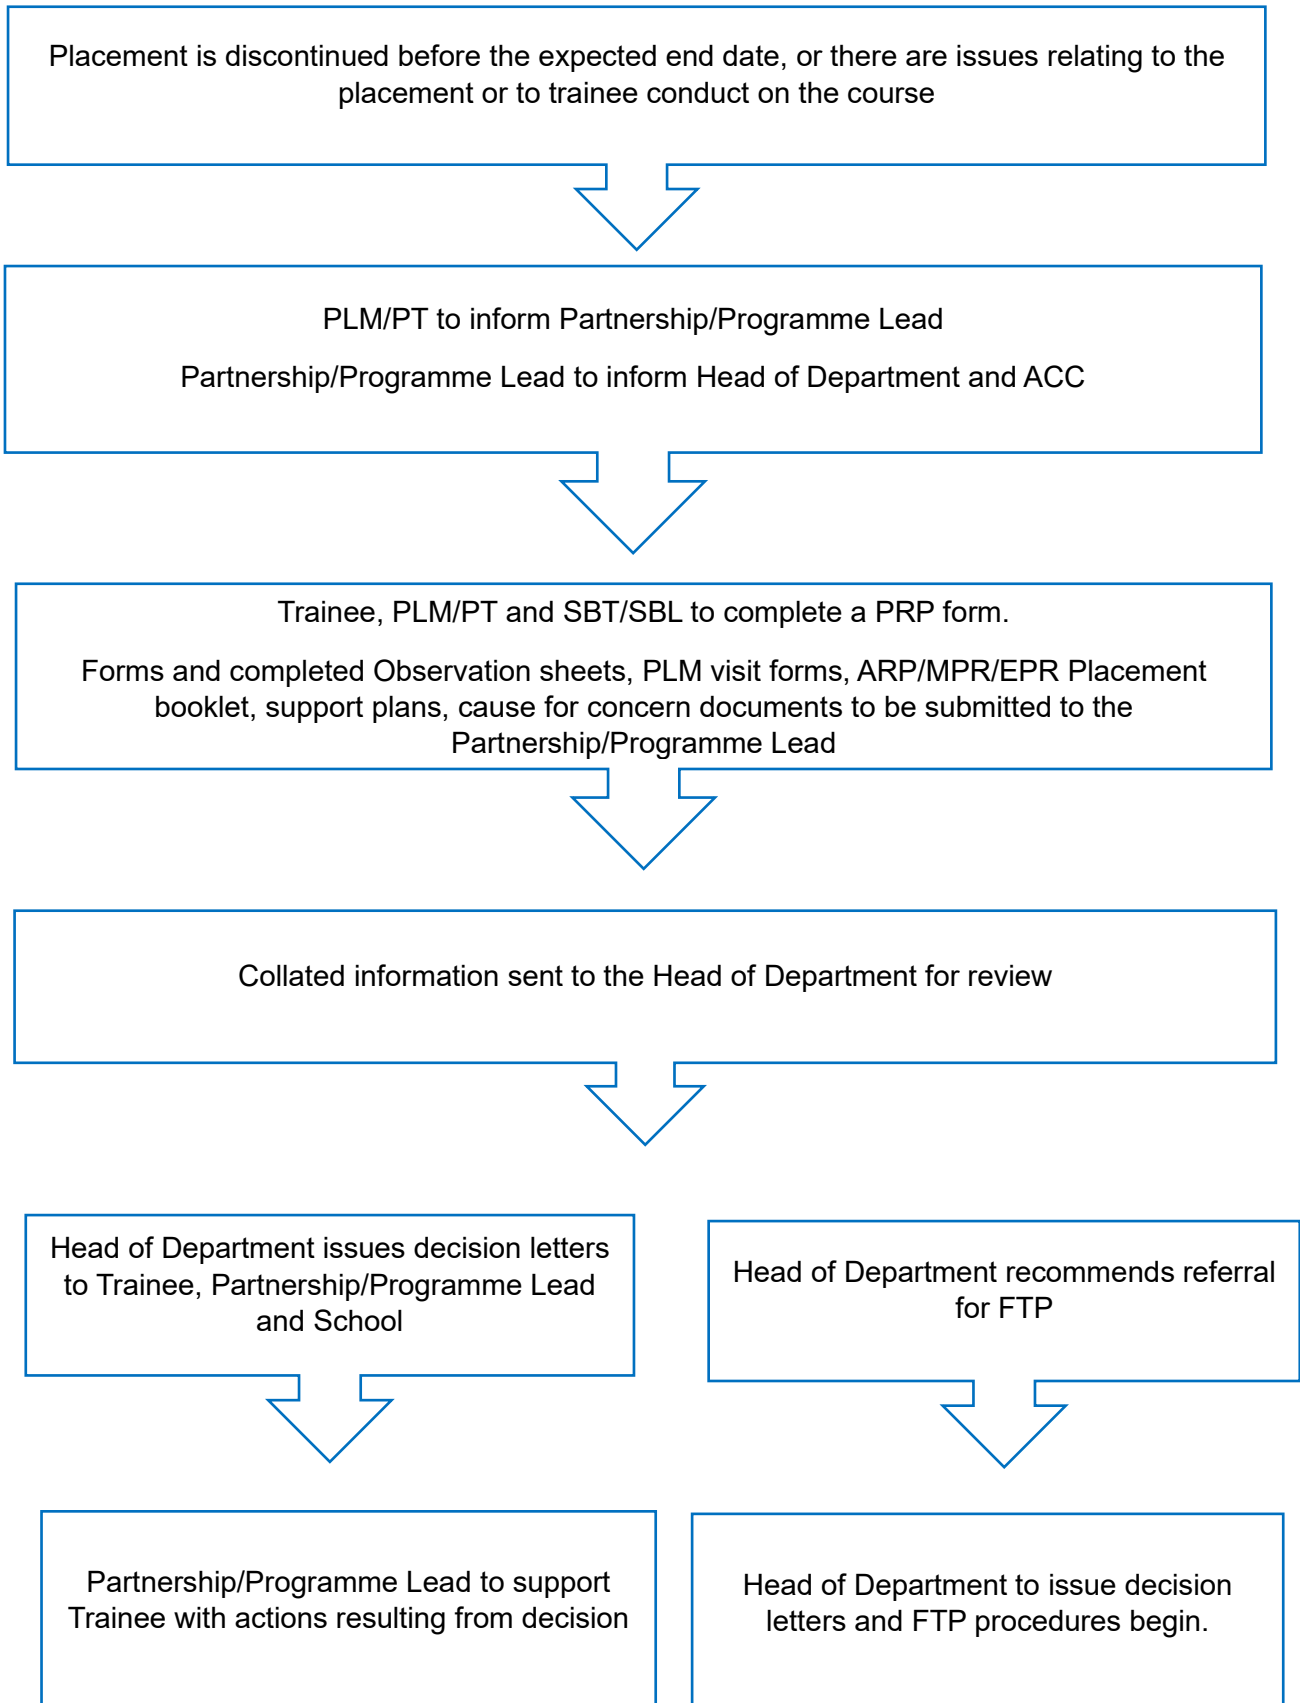 Placement is discontinued before the expected end date, or there are issues relating to the
placement or to trainee conduct on the course
PLM/PT to inform Partnership/Programme Lead
Partnership/Programme Lead to inform Head of Department and ACC
Trainee, PLM/PT and SBT/SBL to complete a PRP form.
Forms and completed Observation sheets, PLM visit forms, ARP/MPR/EPR Placement
booklet, support plans, cause for concern documents to be submitted to the
Partnership/Programme Lead
Collated information sent to the Head of Department for review
Head of Department issues decision letters
to Trainee, Partnership/Programme Lead
and School
Head of Department recommends referral
for FTP
Partnership/Programme Lead to support
Trainee with actions resulting from decision
Head of Department to issue decision
letters and FTP procedures begin.